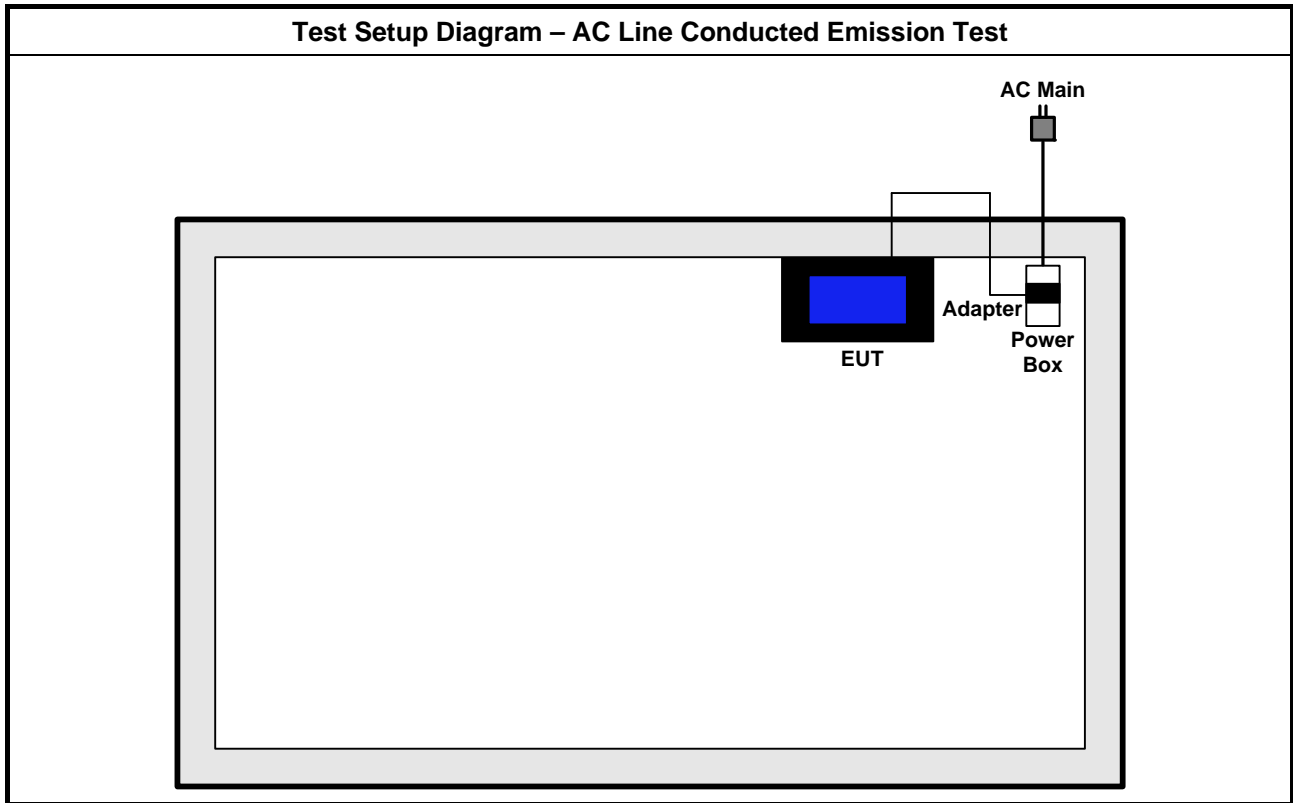 Test Setup Diagram – AC Line Conducted Emission Test
AC Main
Adapter
Power
Box
EUT